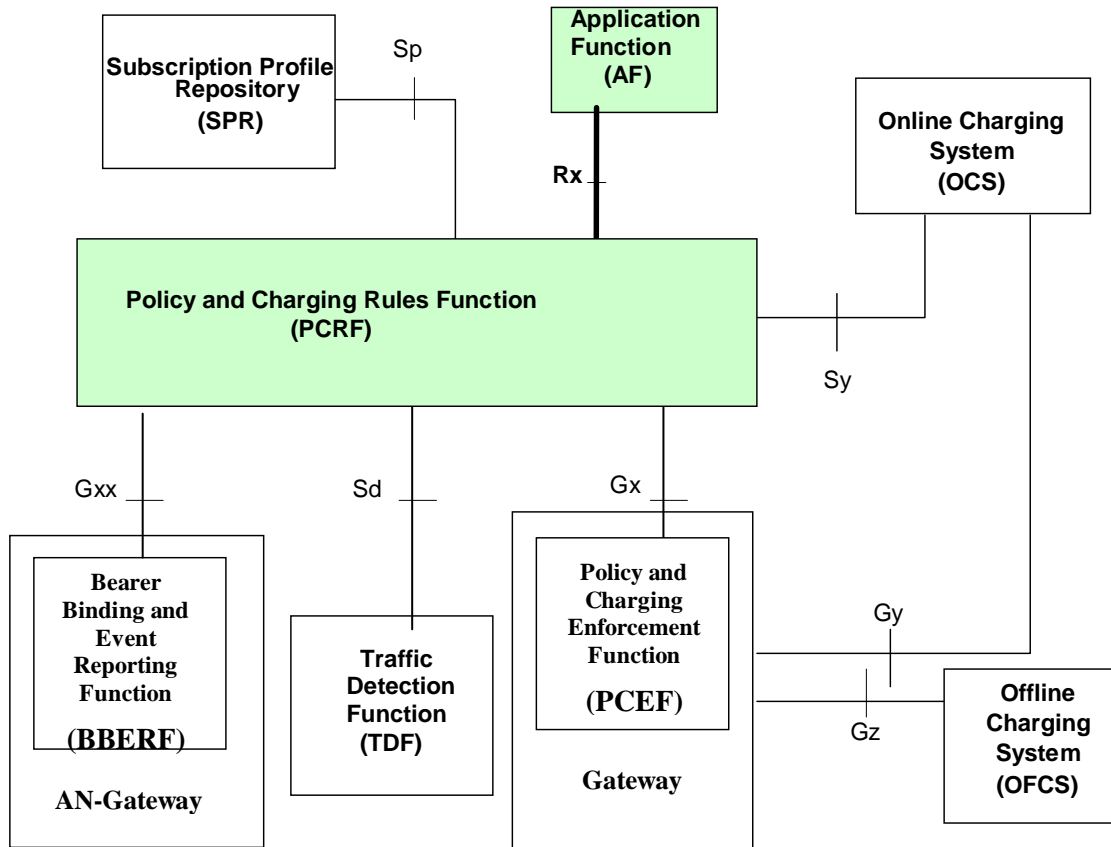 Application
Function
(AF)
Sp
Subscription Profile
Repository
(SPR)
Online Charging
System
(OCS)
Rx
Policy and Charging Rules Function
(PCRF)
Sy
Gxx
Sd
Gx
Bearer
Binding and
Event
Reporting
Function
(BBERF)
AN-Gateway
Traffic
Detection
Function
(TDF)
Policy and
Charging
Enforcement
Function
(PCEF)
Gateway
Gy
Gz
Offline
Charging
System
(OFCS)